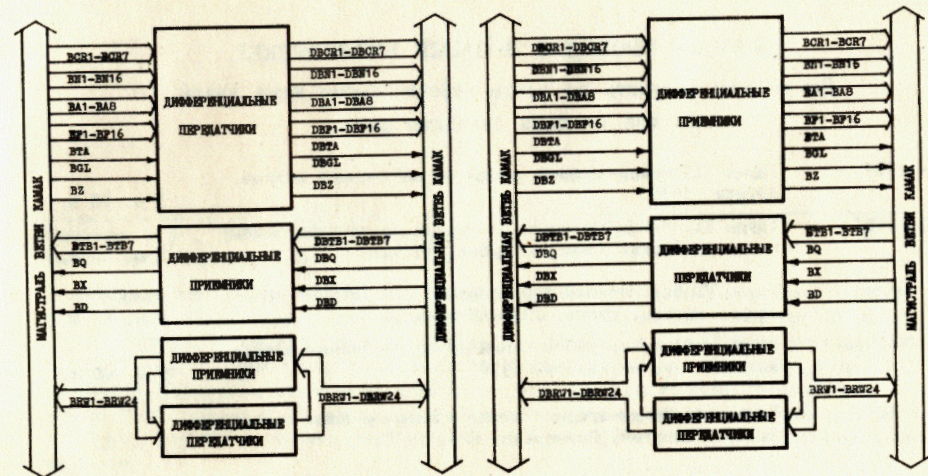 МАГИСТРАЛЬ ВЕТВИ КАМАК
BCR1-BCR7
BN1-BN16
BA1-BA8
BF1-BF16
BTA
BGL
BZ
ДИФФЕРЕНЦИАЛЬНЫЕ
ПЕРЕДАТЧИКИ
DBCR1-DBCR7
DBN1-DBN16
DBA1-DBA8
DBF1-DBF16
DBTA
DBGL
DBZ
BTB1-BTB7
BQ
BX
BD
ДИФФЕРЕНЦИАЛЬНЫЕ
ПРИЕМНИКИ
DBTB1-DBTB7
DBQ
DBX
DBD
BRW1-BRW24
ДИФФЕРЕНЦИАЛЬНЫЕ
ПРИЕМНИКИ
ДИФФЕРЕНЦИАЛЬНЫЕ
ПЕРЕДАТЧИКИ
DBRW1-DBRW24
ДИФФЕРЕНЦИАЛЬНАЯ ВЕТВЬ КАМАК
ДИФФЕРЕНЦИАЛЬНАЯ ВЕТВЬ КАМАК
DBCR1-DBCR7
DBN1-DBN16
DBA1-DBA8
DBF1-DBF16
DBTA
DBGL
DBZ
ДИФФЕРЕНЦИАЛЬНЫЕ
ПРИЕМНИКИ
BCR1-BCR7
BN1-BN16
BA1-BA8
BF1-BF16
BTA
BGL
BZ
DBTB1-DBTB7
DBQ
DBX
DBD
ДИФФЕРЕНЦИАЛЬНЫЕ
ПЕРЕДАТЧИКИ
BTB1-BTB7
BQ
BX
BD
DBRW1-DBRW24
ДИФФЕРЕНЦИАЛЬНЫЕ
ПРИЕМНИКИ
ДИФФЕРЕНЦИАЛЬНЫЕ
ПЕРЕДАТЧИКИ
BRW1-BRW24
МАГИСТРАЛЬ ВЕТВИ КАМАК